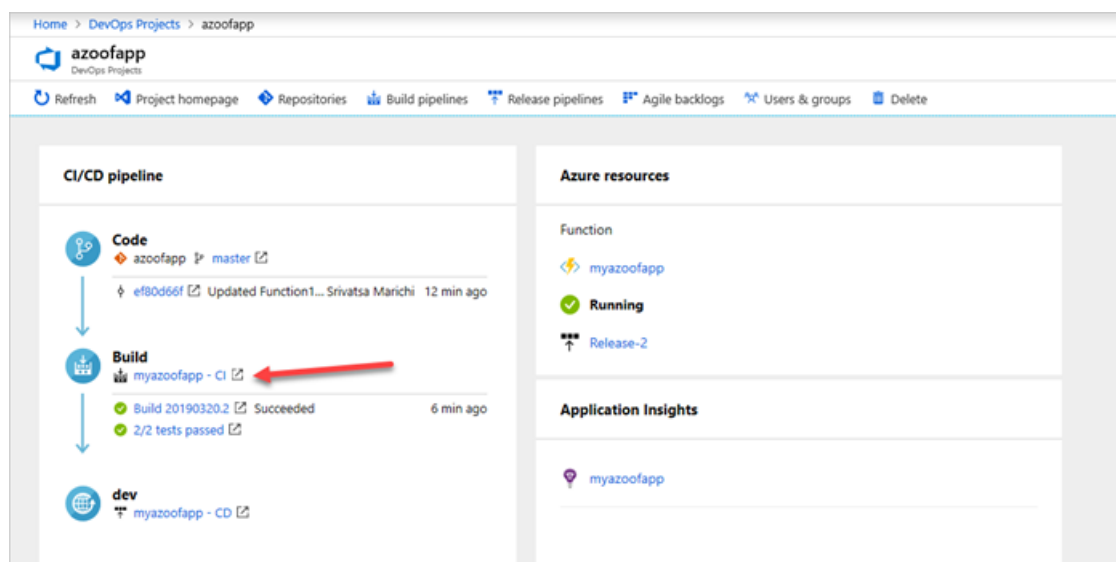 Home > DevOps Projects > azoofapp
azoofapp
DevOps Projects
Refresh Project homepage Repositories Build pipelines Release pipelines Agile backlogs Users & groups Delete
CI/CD pipeline
Code
azoofapp master
ef80d66f Updated Function1... Srivatsa Marichi 12 min ago
Build
myazoofapp - CI
Build 20190320.2 Succeeded 6 min ago
2/2 tests passed
dev
myazoofapp - CD
Azure resources
Function
myazoofapp
Running
Release-2
Application Insights
myazoofapp